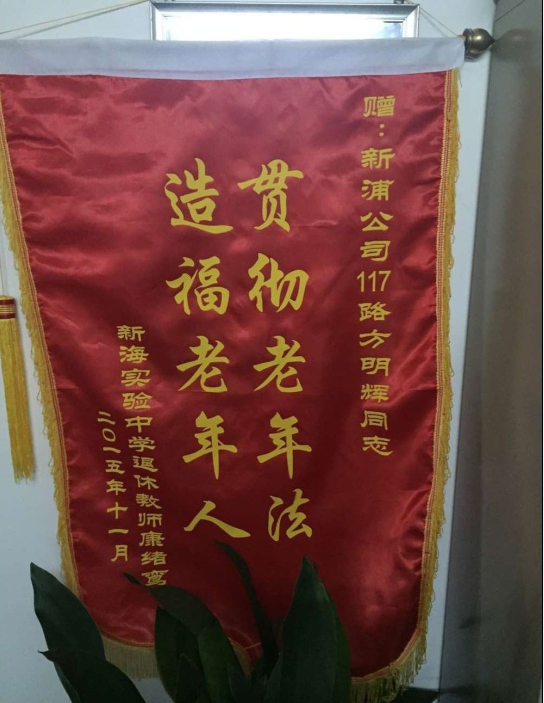 赠：新浦公司117路方明辉同志
贯彻老年法
造福老年人
新海实验中学退休教师康绪鸾
二〇一五年十一月